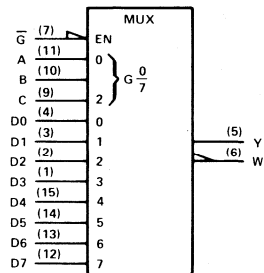 MUX
G̅ (7) EN
A (11) 0
B (10) G 0/7
C (9) 2
D0 (4) 0
D1 (3) 1 (5) Y
D2 (2) 2 (6) W
D3 (1) 3
D4 (15) 4
D5 (14) 5
D6 (13) 6
D7 (12) 7